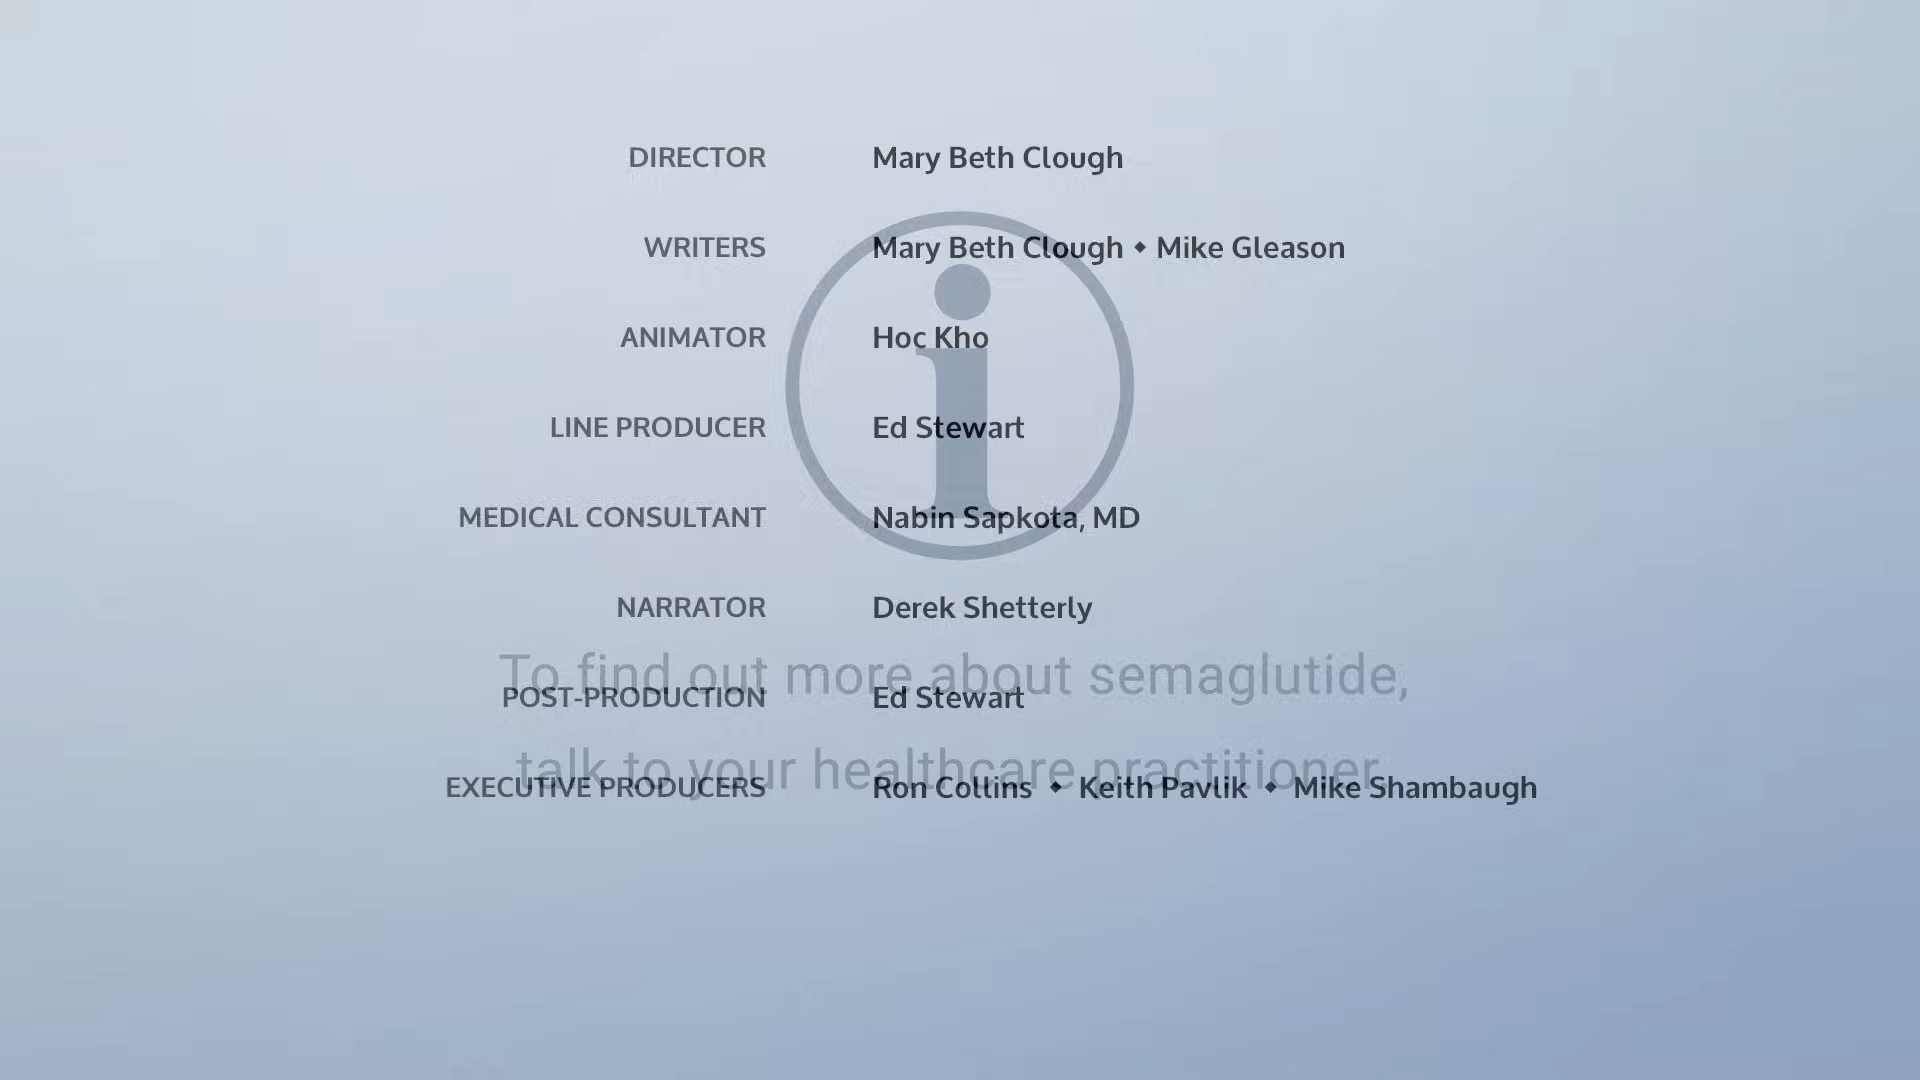 DIRECTOR Mary Beth Clough
WRITERS Mary Beth Clough ◆ Mike Gleason
ANIMATOR Hoc Kho
LINE PRODUCER Ed Stewart
MEDICAL CONSULTANT Nabin Sapkota, MD
NARRATOR Derek Shetterly
To find out more about semaglutide,
POST-PRODUCTION Ed Stewart
talk to your healthcare practitioner
EXECUTIVE PRODUCERS Ron Collins ◆ Keith Pavlik ◆ Mike Shambaugh